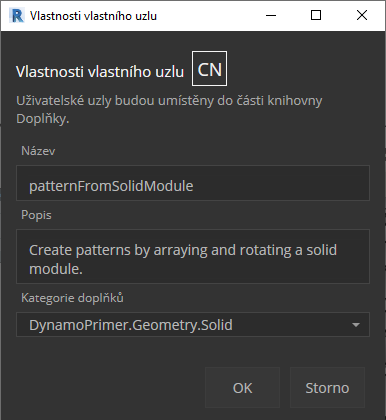 Vlastnosti vlastního uzlu
Vlastnosti vlastního uzlu CN
Uživatelské uzly budou umístěny do části knihovny
Doplňky.
Název
patternFromSolidModule
Popis
Create patterns by arraying and rotating a solid
module.
Kategorie doplňků
DynamoPrimer.Geometry.Solid
OK Storno